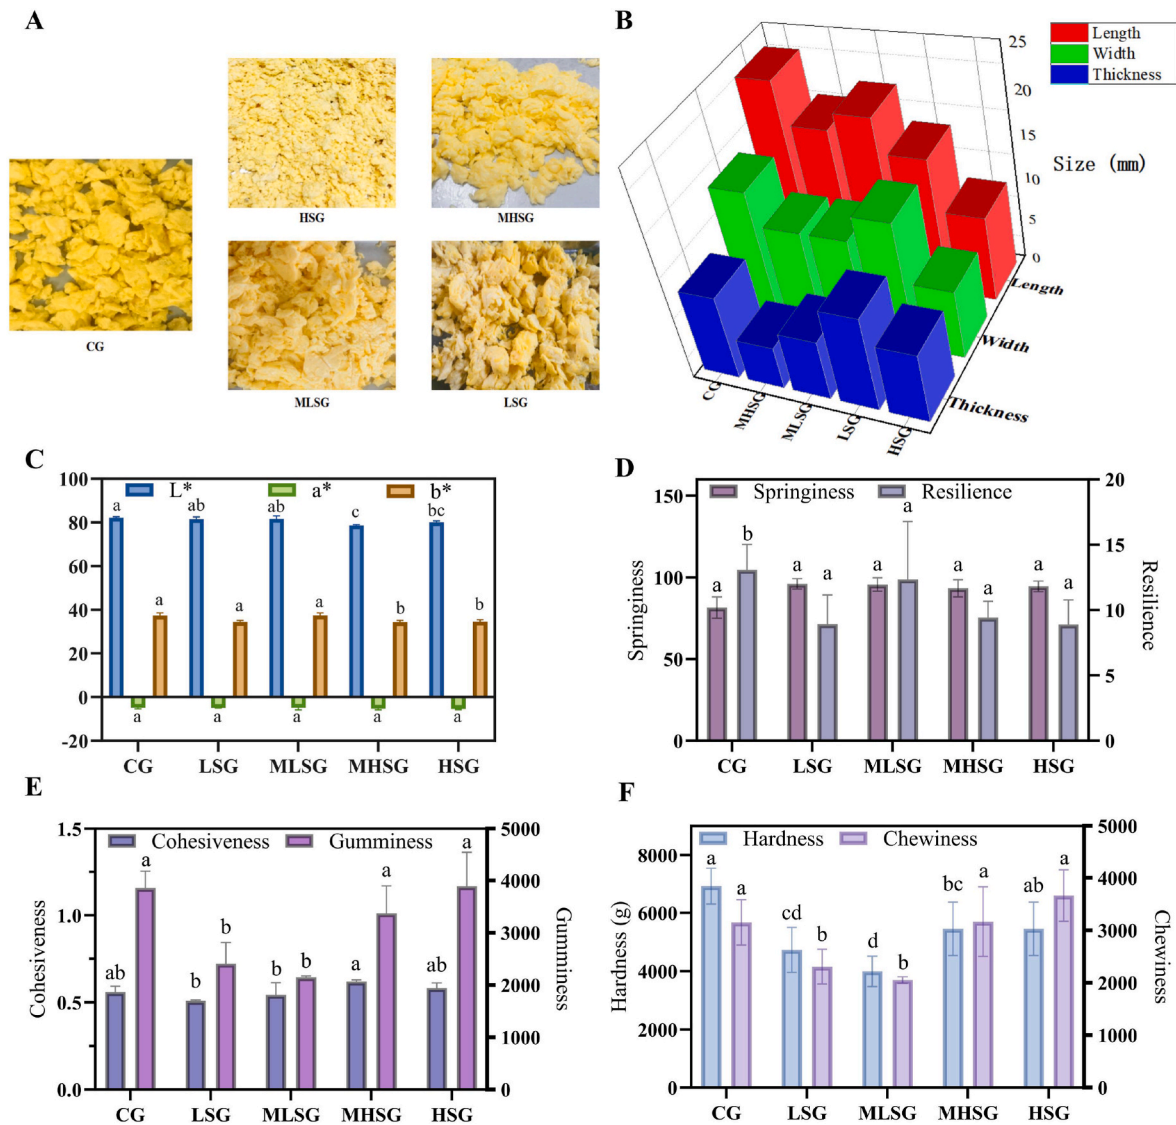 A
HSG
MHSG
CG
MLSG
LSG
B
Length
Width
Thickness
25
20
15
10
5
0
Size (mm)
Length
Width
Thickness
CG
MHSG
MLSG
LSG
HSG
C
L* a* b*
100
80
60
40
20
0
-20
a ab ab c bc
a a a b b
a a a a a
CG LSG MLSG MHSG HSG
D
Springiness Resilience
Springiness
150
100
50
0
Resilience
20
15
10
5
0
a b a a a a a a a a
CG LSG MLSG MHSG HSG
E
Cohesiveness Gumminess
Cohesiveness
1.5
1.0
0.5
0.0
Gumminess
5000
4000
3000
2000
1000
0
ab a b b b b a a ab a
CG LSG MLSG MHSG HSG
F
Hardness Chewiness
Hardness (g)
8000
6000
4000
2000
0
Chewiness
5000
4000
3000
2000
1000
0
a a cd b d b bc a ab a
CG LSG MLSG MHSG HSG